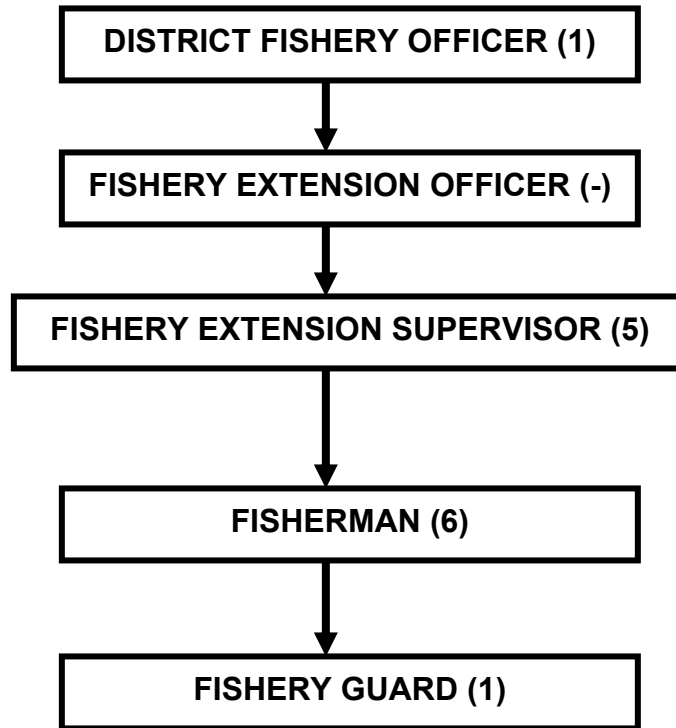 DISTRICT FISHERY OFFICER (1)
FISHERY EXTENSION OFFICER (-)
FISHERY EXTENSION SUPERVISOR (5)
FISHERMAN (6)
FISHERY GUARD (1)